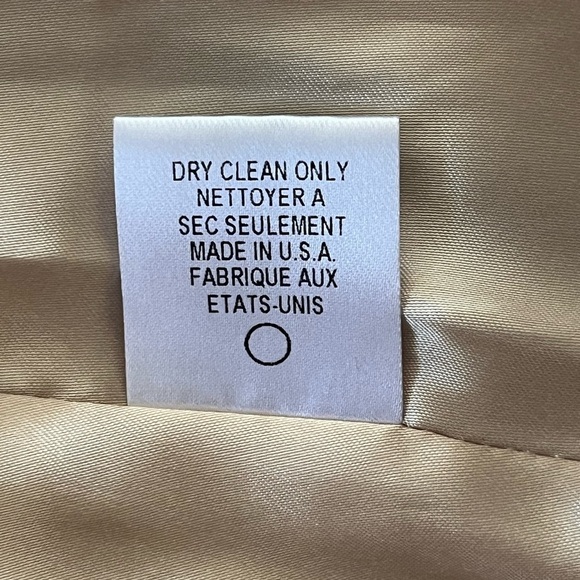 DRY CLEAN ONLY
NETTOYER A
SEC SEULEMENT
MADE IN U.S.A.
FABRIQUE AUX
ETATS-UNIS